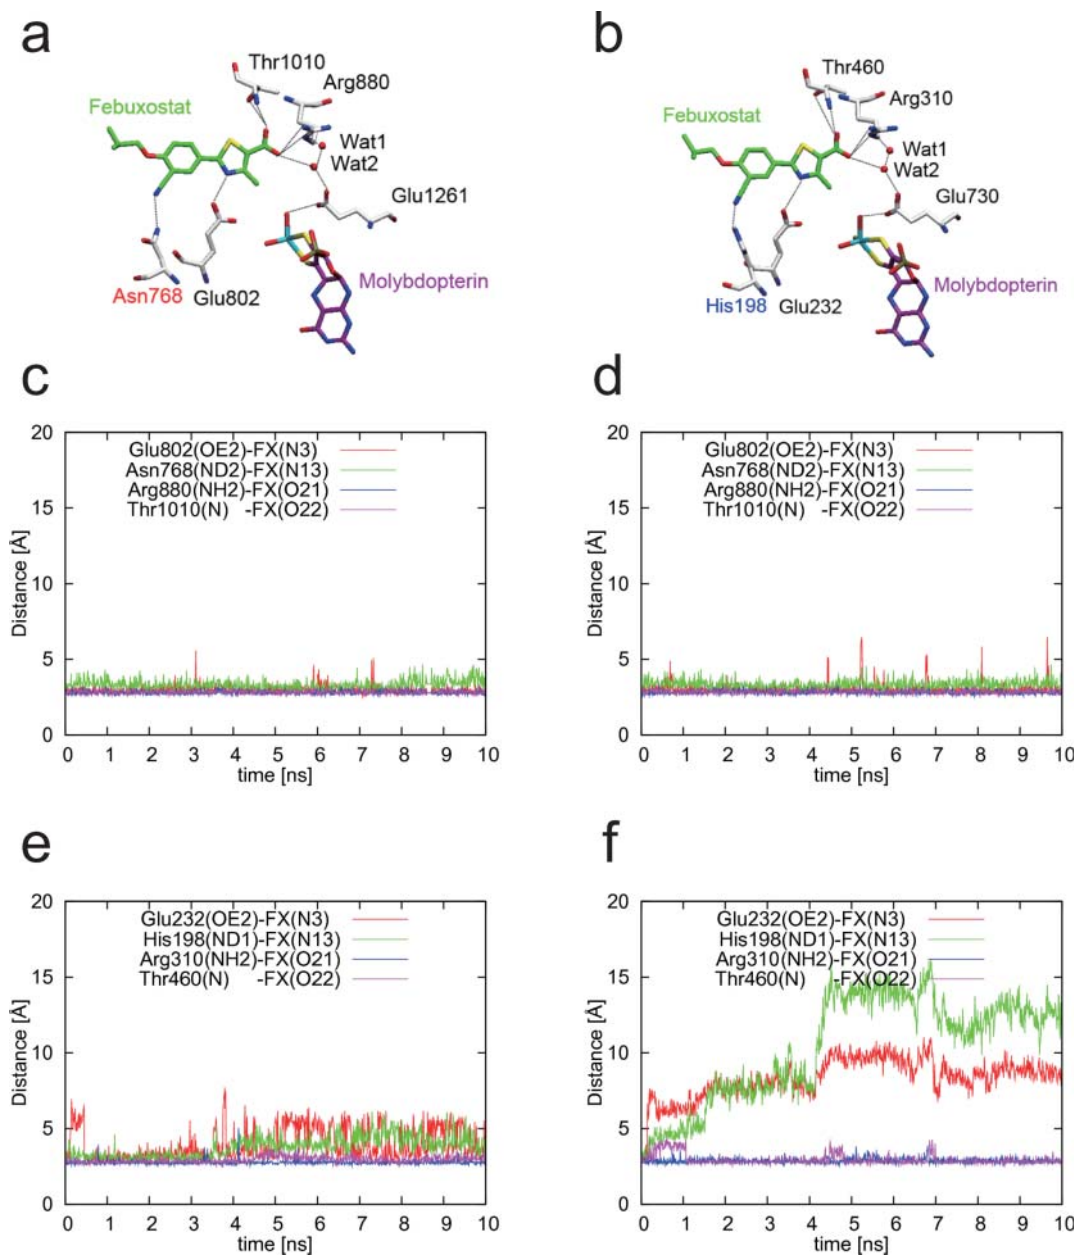 a
Thr1010
Arg880
Febuxostat
Wat1
Wat2
Glu1261
Asn768
Glu802
Molybdopterin
b
Thr460
Arg310
Febuxostat
Wat1
Wat2
Glu730
His198
Glu232
Molybdopterin
c
Glu802(OE2)-FX(N3)
Asn768(ND2)-FX(N13)
Arg880(NH2)-FX(O21)
Thr1010(N) -FX(O22)
20
15
10
5
0
Distance [Å]
0 1 2 3 4 5 6 7 8 9 10
time [ns]
d
Glu802(OE2)-FX(N3)
Asn768(ND2)-FX(N13)
Arg880(NH2)-FX(O21)
Thr1010(N) -FX(O22)
20
15
10
5
0
Distance [Å]
0 1 2 3 4 5 6 7 8 9 10
time [ns]
e
Glu232(OE2)-FX(N3)
His198(ND1)-FX(N13)
Arg310(NH2)-FX(O21)
Thr460(N) -FX(O22)
20
15
10
5
0
Distance [Å]
0 1 2 3 4 5 6 7 8 9 10
time [ns]
f
Glu232(OE2)-FX(N3)
His198(ND1)-FX(N13)
Arg310(NH2)-FX(O21)
Thr460(N) -FX(O22)
20
15
10
5
0
Distance [Å]
0 1 2 3 4 5 6 7 8 9 10
time [ns]